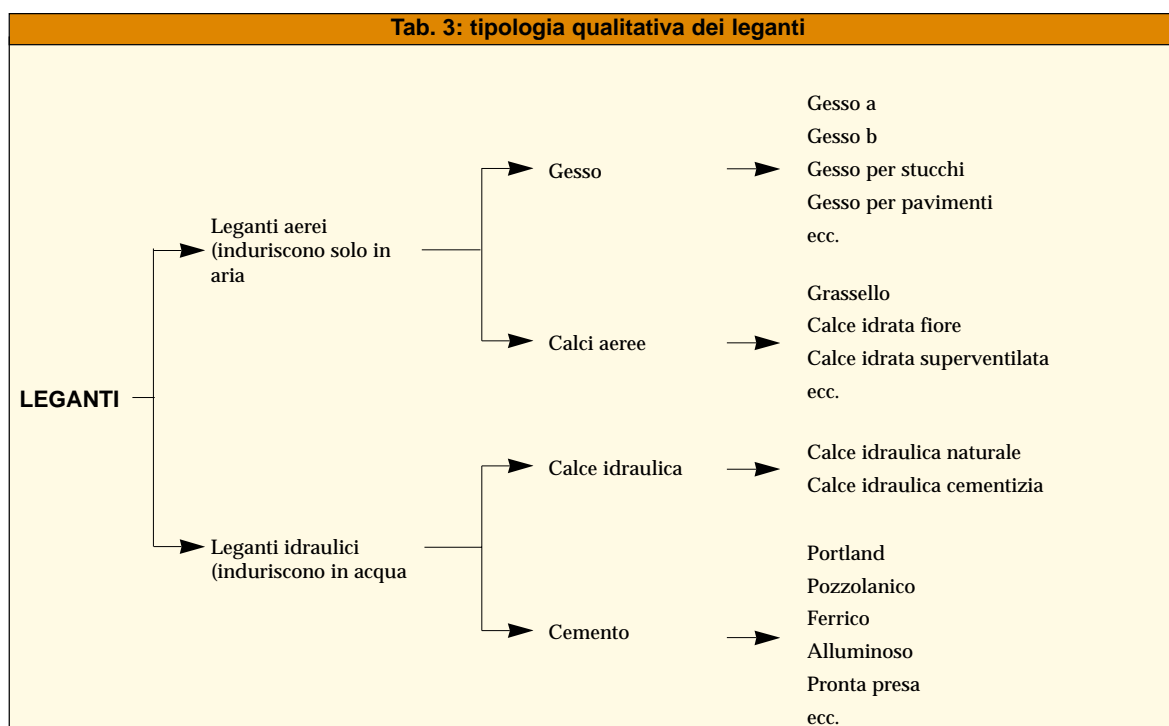 Tab. 3: tipologia qualitativa dei leganti
LEGANTI
Leganti aerei
(induriscono solo in
aria
Gesso
Gesso a
Gesso b
Gesso per stucchi
Gesso per pavimenti
ecc.
Calci aeree
Grassello
Calce idrata fiore
Calce idrata superventilata
ecc.
Leganti idraulici
(induriscono in acqua
Calce idraulica
Calce idraulica naturale
Calce idraulica cementizia
Cemento
Portland
Pozzolanico
Ferrico
Alluminoso
Pronta presa
ecc.